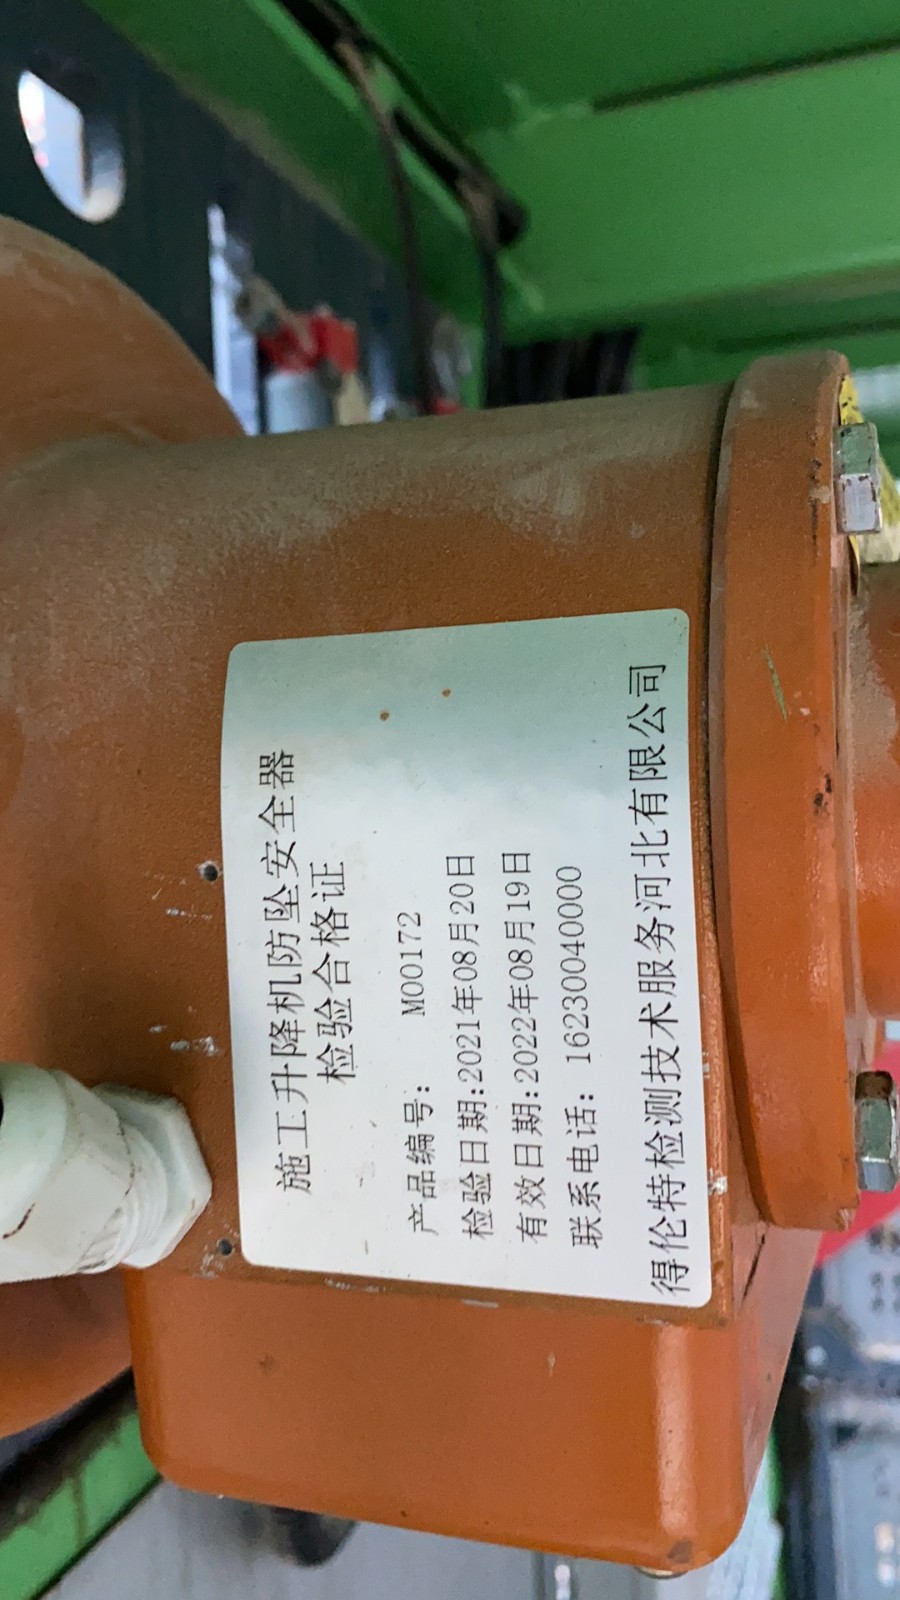 施工升降机防坠安全器
检验合格证
产品编号: M00172
检验日期:2021年08月20日
有效日期:2022年08月19日
联系电话: 16230040000
得伦特检测技术服务河北有限公司